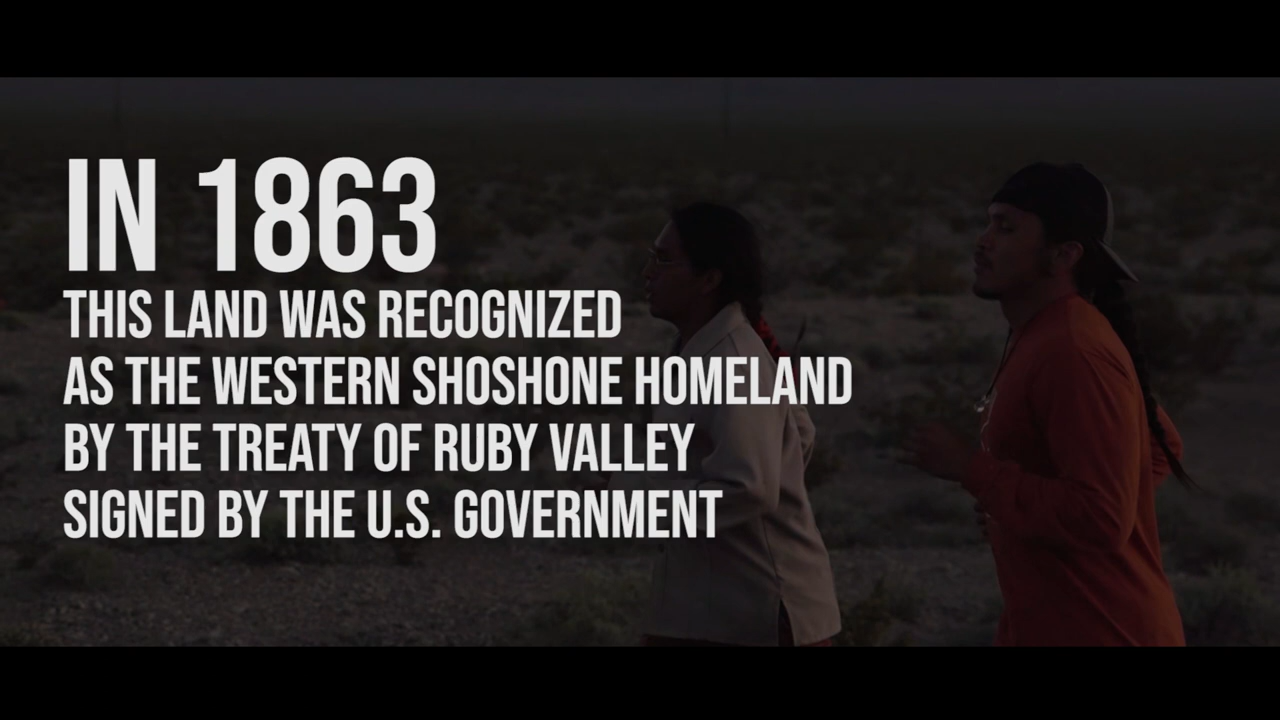 IN 1863
THIS LAND WAS RECOGNIZED
AS THE WESTERN SHOSHONE HOMELAND
BY THE TREATY OF RUBY VALLEY
SIGNED BY THE U.S. GOVERNMENT